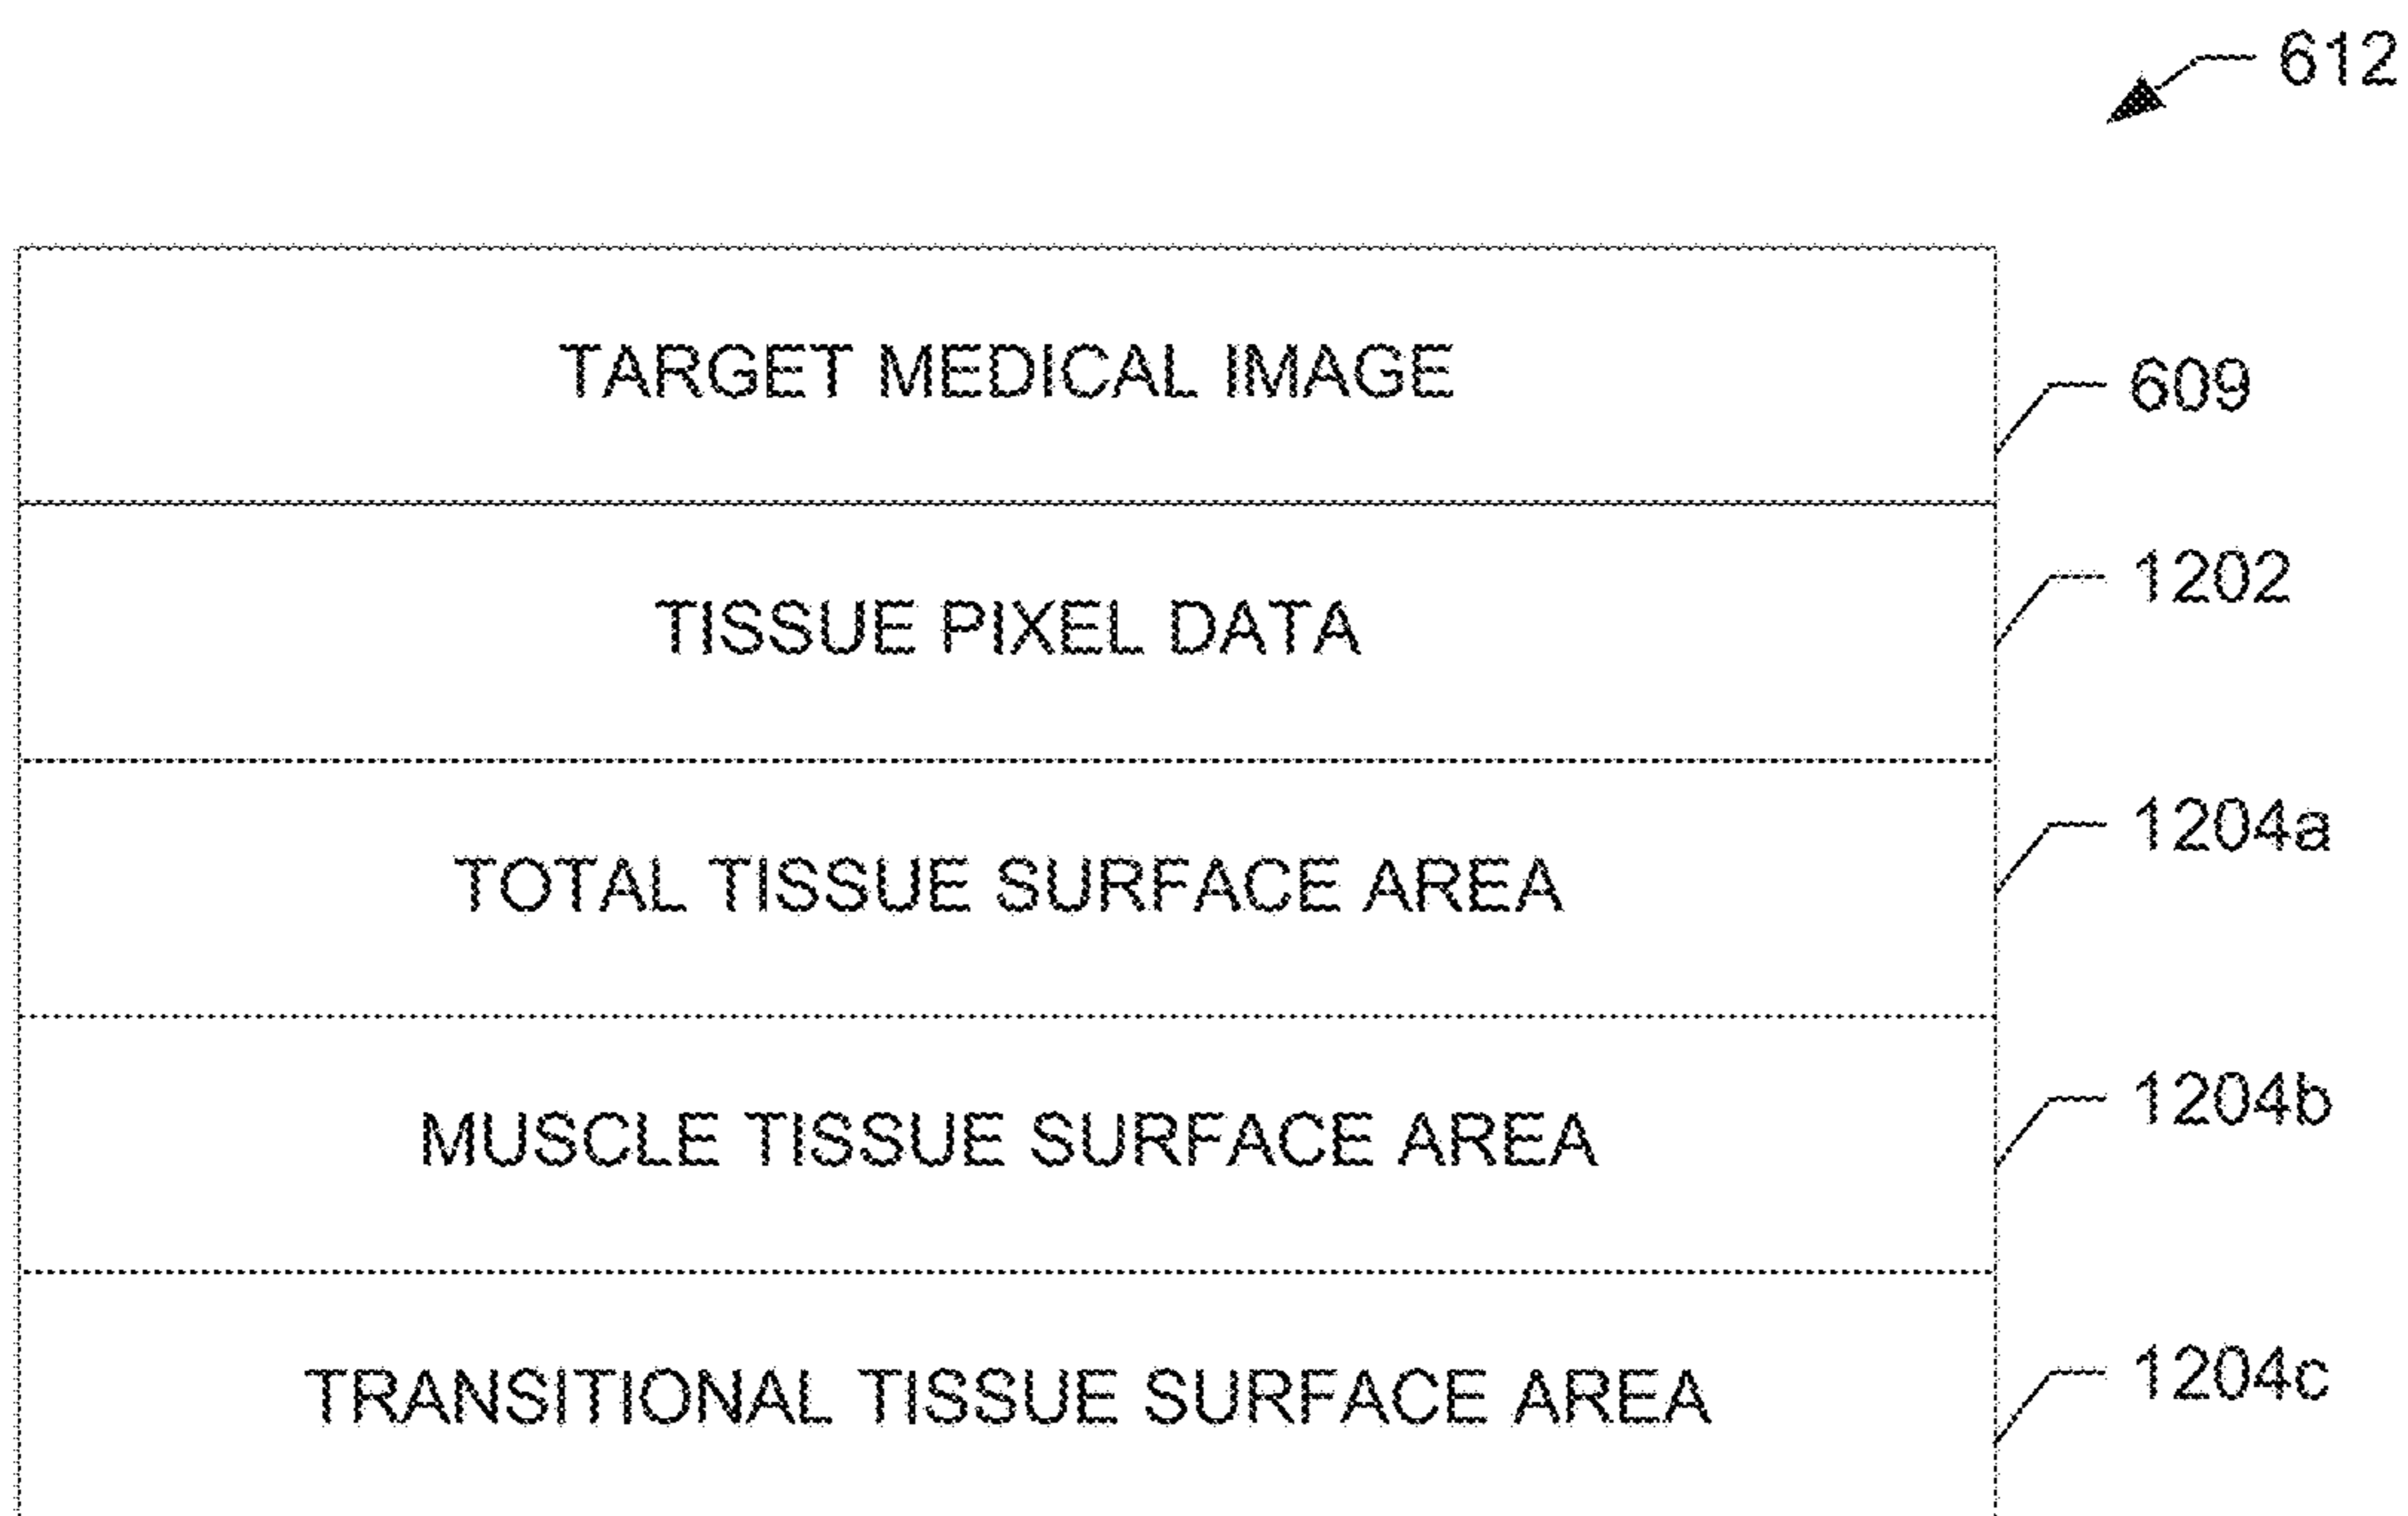 612
TARGET MEDICAL IMAGE
609
TISSUE PIXEL DATA
1202
TOTAL TISSUE SURFACE AREA
1204a
MUSCLE TISSUE SURFACE AREA
1204b
TRANSITIONAL TISSUE SURFACE AREA
1204c